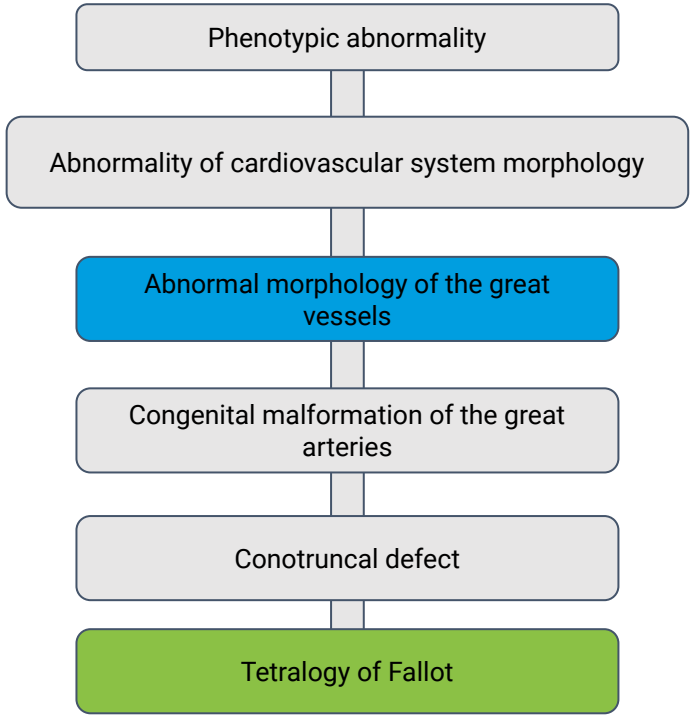 Phenotypic abnormality
Abnormality of cardiovascular system morphology
Abnormal morphology of the great
vessels
Congenital malformation of the great
arteries
Conotruncal defect
Tetralogy of Fallot